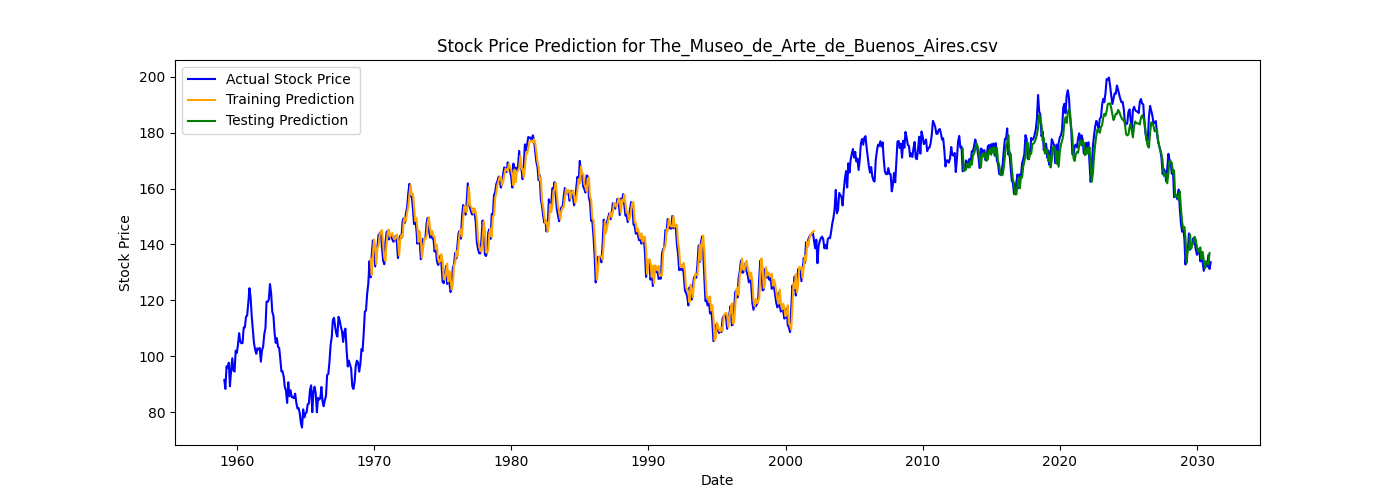 Stock Price Prediction for The_Museo_de_Arte_de_Buenos_Aires.csv
Actual Stock Price
Training Prediction
Testing Prediction
200
180
160
140
120
100
80
Stock Price
1960 1970 1980 1990 2000 2010 2020 2030
Date